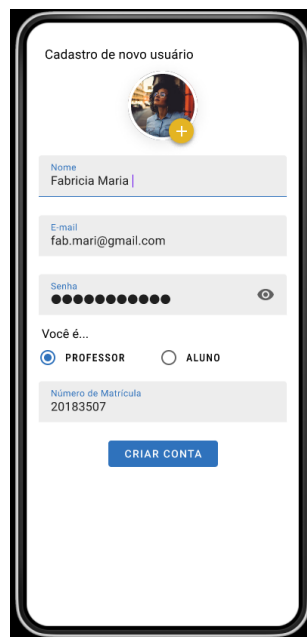 Cadastro de novo usuário
+
Nome
Fabricia Maria
E-mail
fab.mari@gmail.com
Senha
●●●●●●●●●●●
Você é...
PROFESSOR ALUNO
Número de Matrícula
20183507
CRIAR CONTA